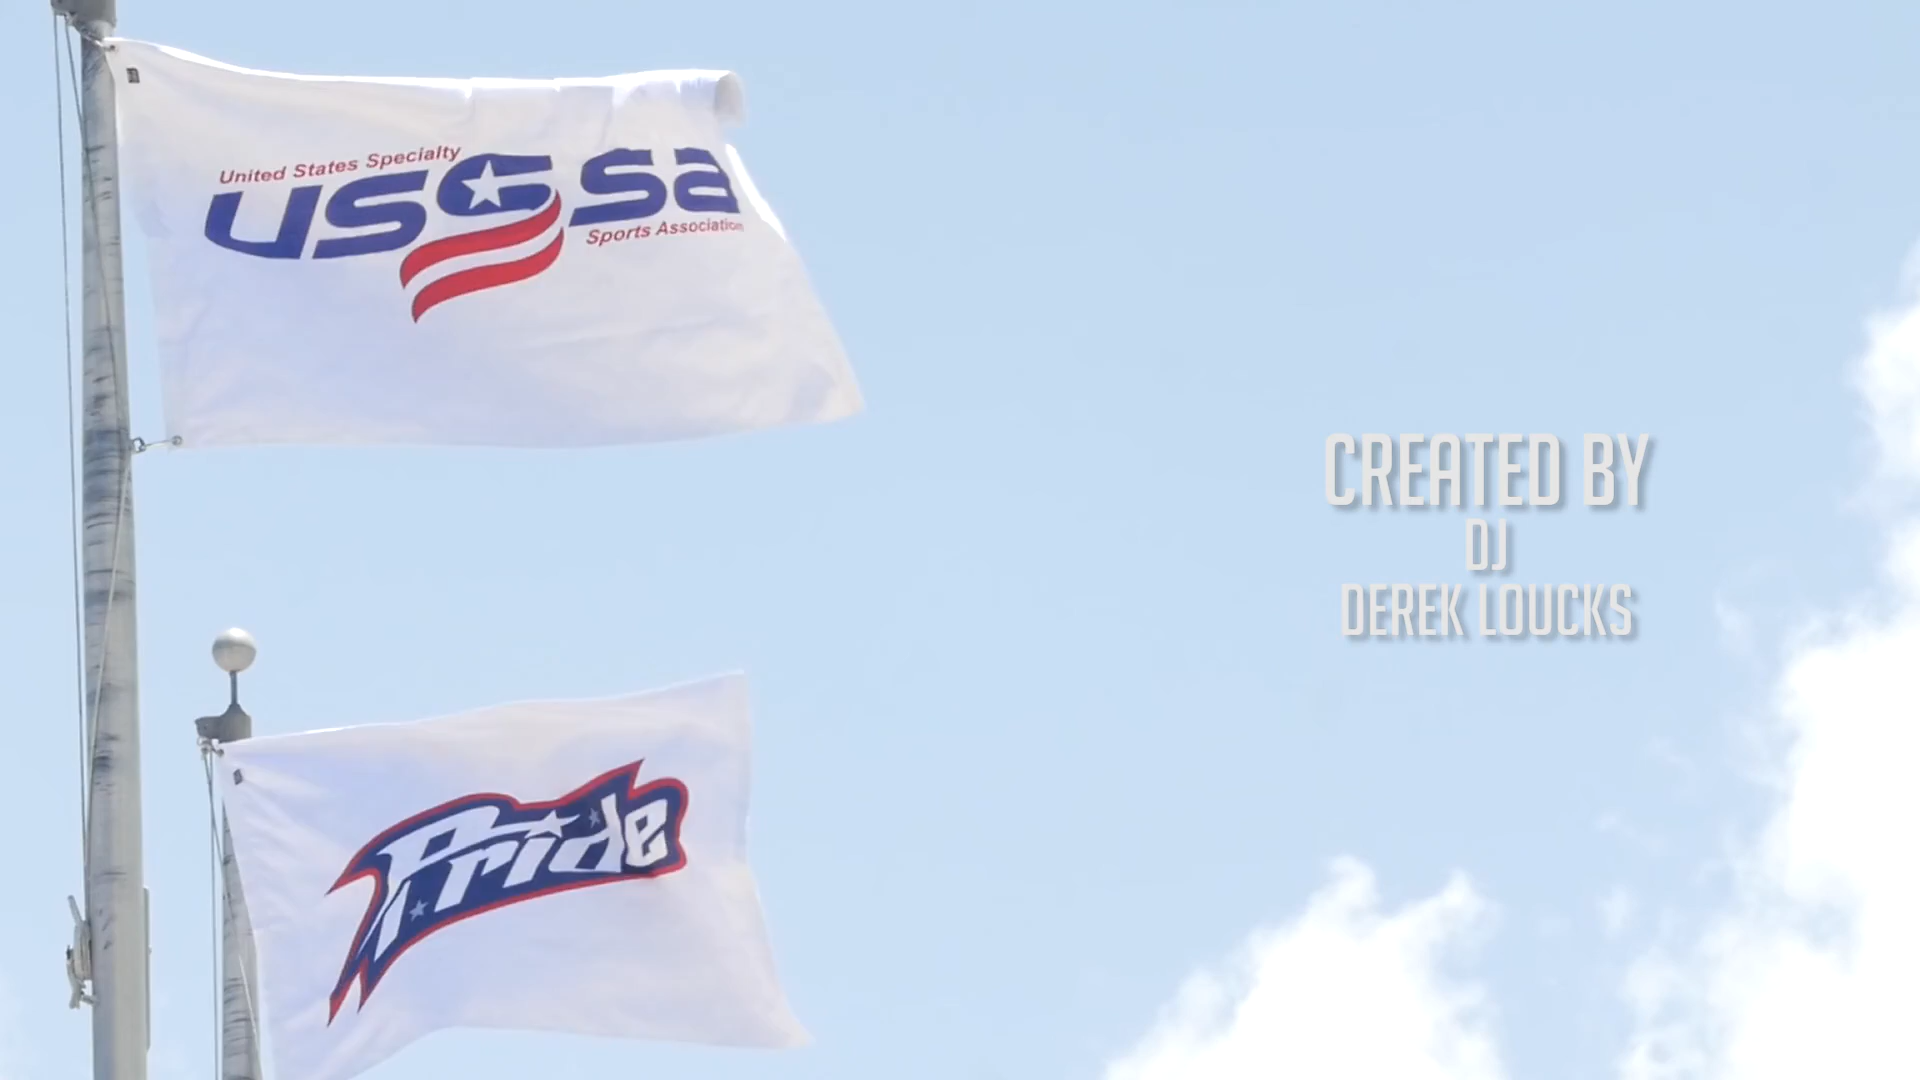 United States Specialty
USSSA
Sports Association
Pride
CREATED BY
DJ
DEREK LOUCKS